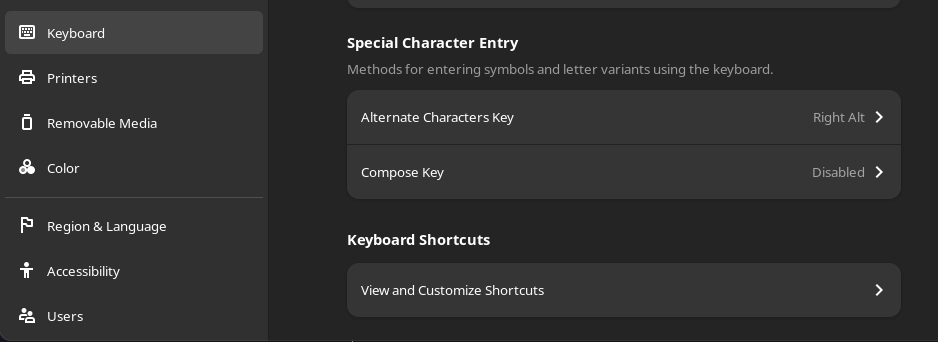 Keyboard
Printers
Removable Media
Color
Region & Language
Accessibility
Users
Special Character Entry
Methods for entering symbols and letter variants using the keyboard.
Alternate Characters Key Right Alt
Compose Key Disabled
Keyboard Shortcuts
View and Customize Shortcuts